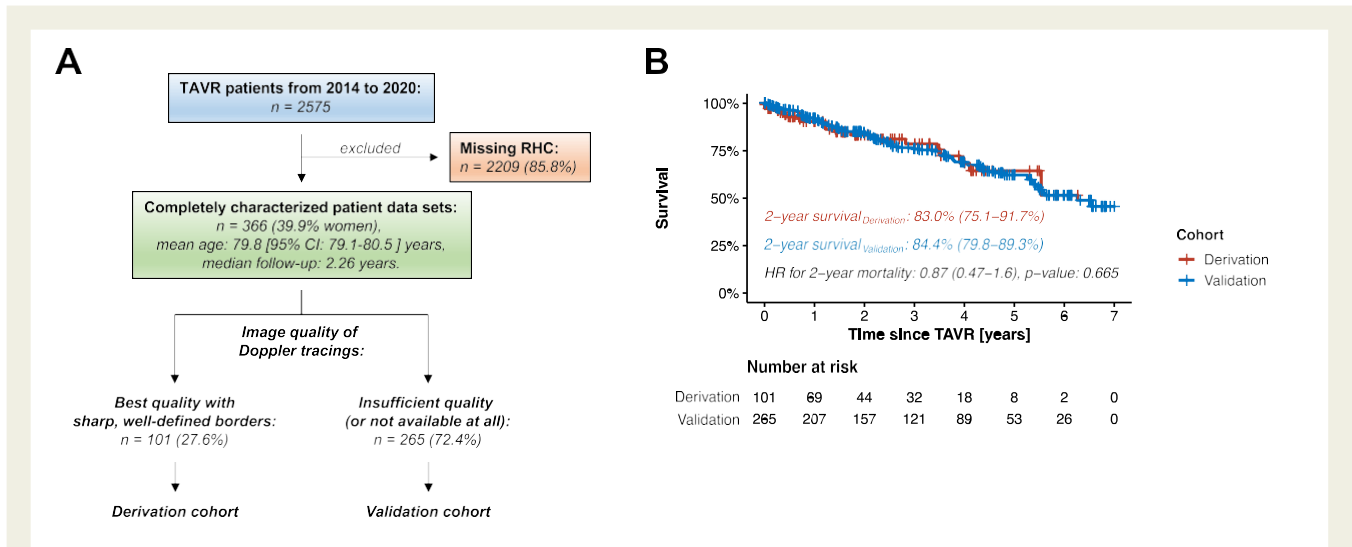 A
TAVR patients from 2014 to 2020:
n = 2575
excluded
Missing RHC:
n = 2209 (85.8%)
Completely characterized patient data sets:
n = 366 (39.9% women),
mean age: 79.8 [95% CI: 79.1-80.5 ] years,
median follow-up: 2.26 years.
Image quality of
Doppler tracings:
Best quality with
sharp, well-defined borders:
n = 101 (27.6%)
Insufficient quality
(or not available at all):
n = 265 (72.4%)
Derivation cohort
Validation cohort
B
Survival
100%
75%
50%
25%
0%
2-year survival Derivation: 83.0% (75.1–91.7%)
2-year survival Validation: 84.4% (79.8–89.3%)
HR for 2-year mortality: 0.87 (0.47–1.6), p-value: 0.665
0 1 2 3 4 5 6 7
Time since TAVR [years]
Cohort
Derivation
Validation
Number at risk
Derivation 101 69 44 32 18 8 2 0
Validation 265 207 157 121 89 53 26 0